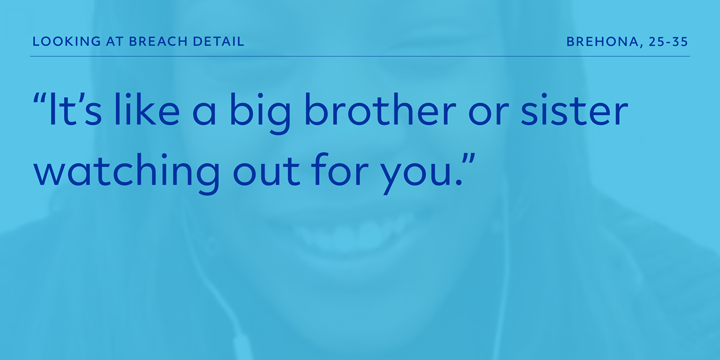 LOOKING AT BREACH DETAIL
BREHONA, 25-35
“It’s like a big brother or sister
watching out for you.”